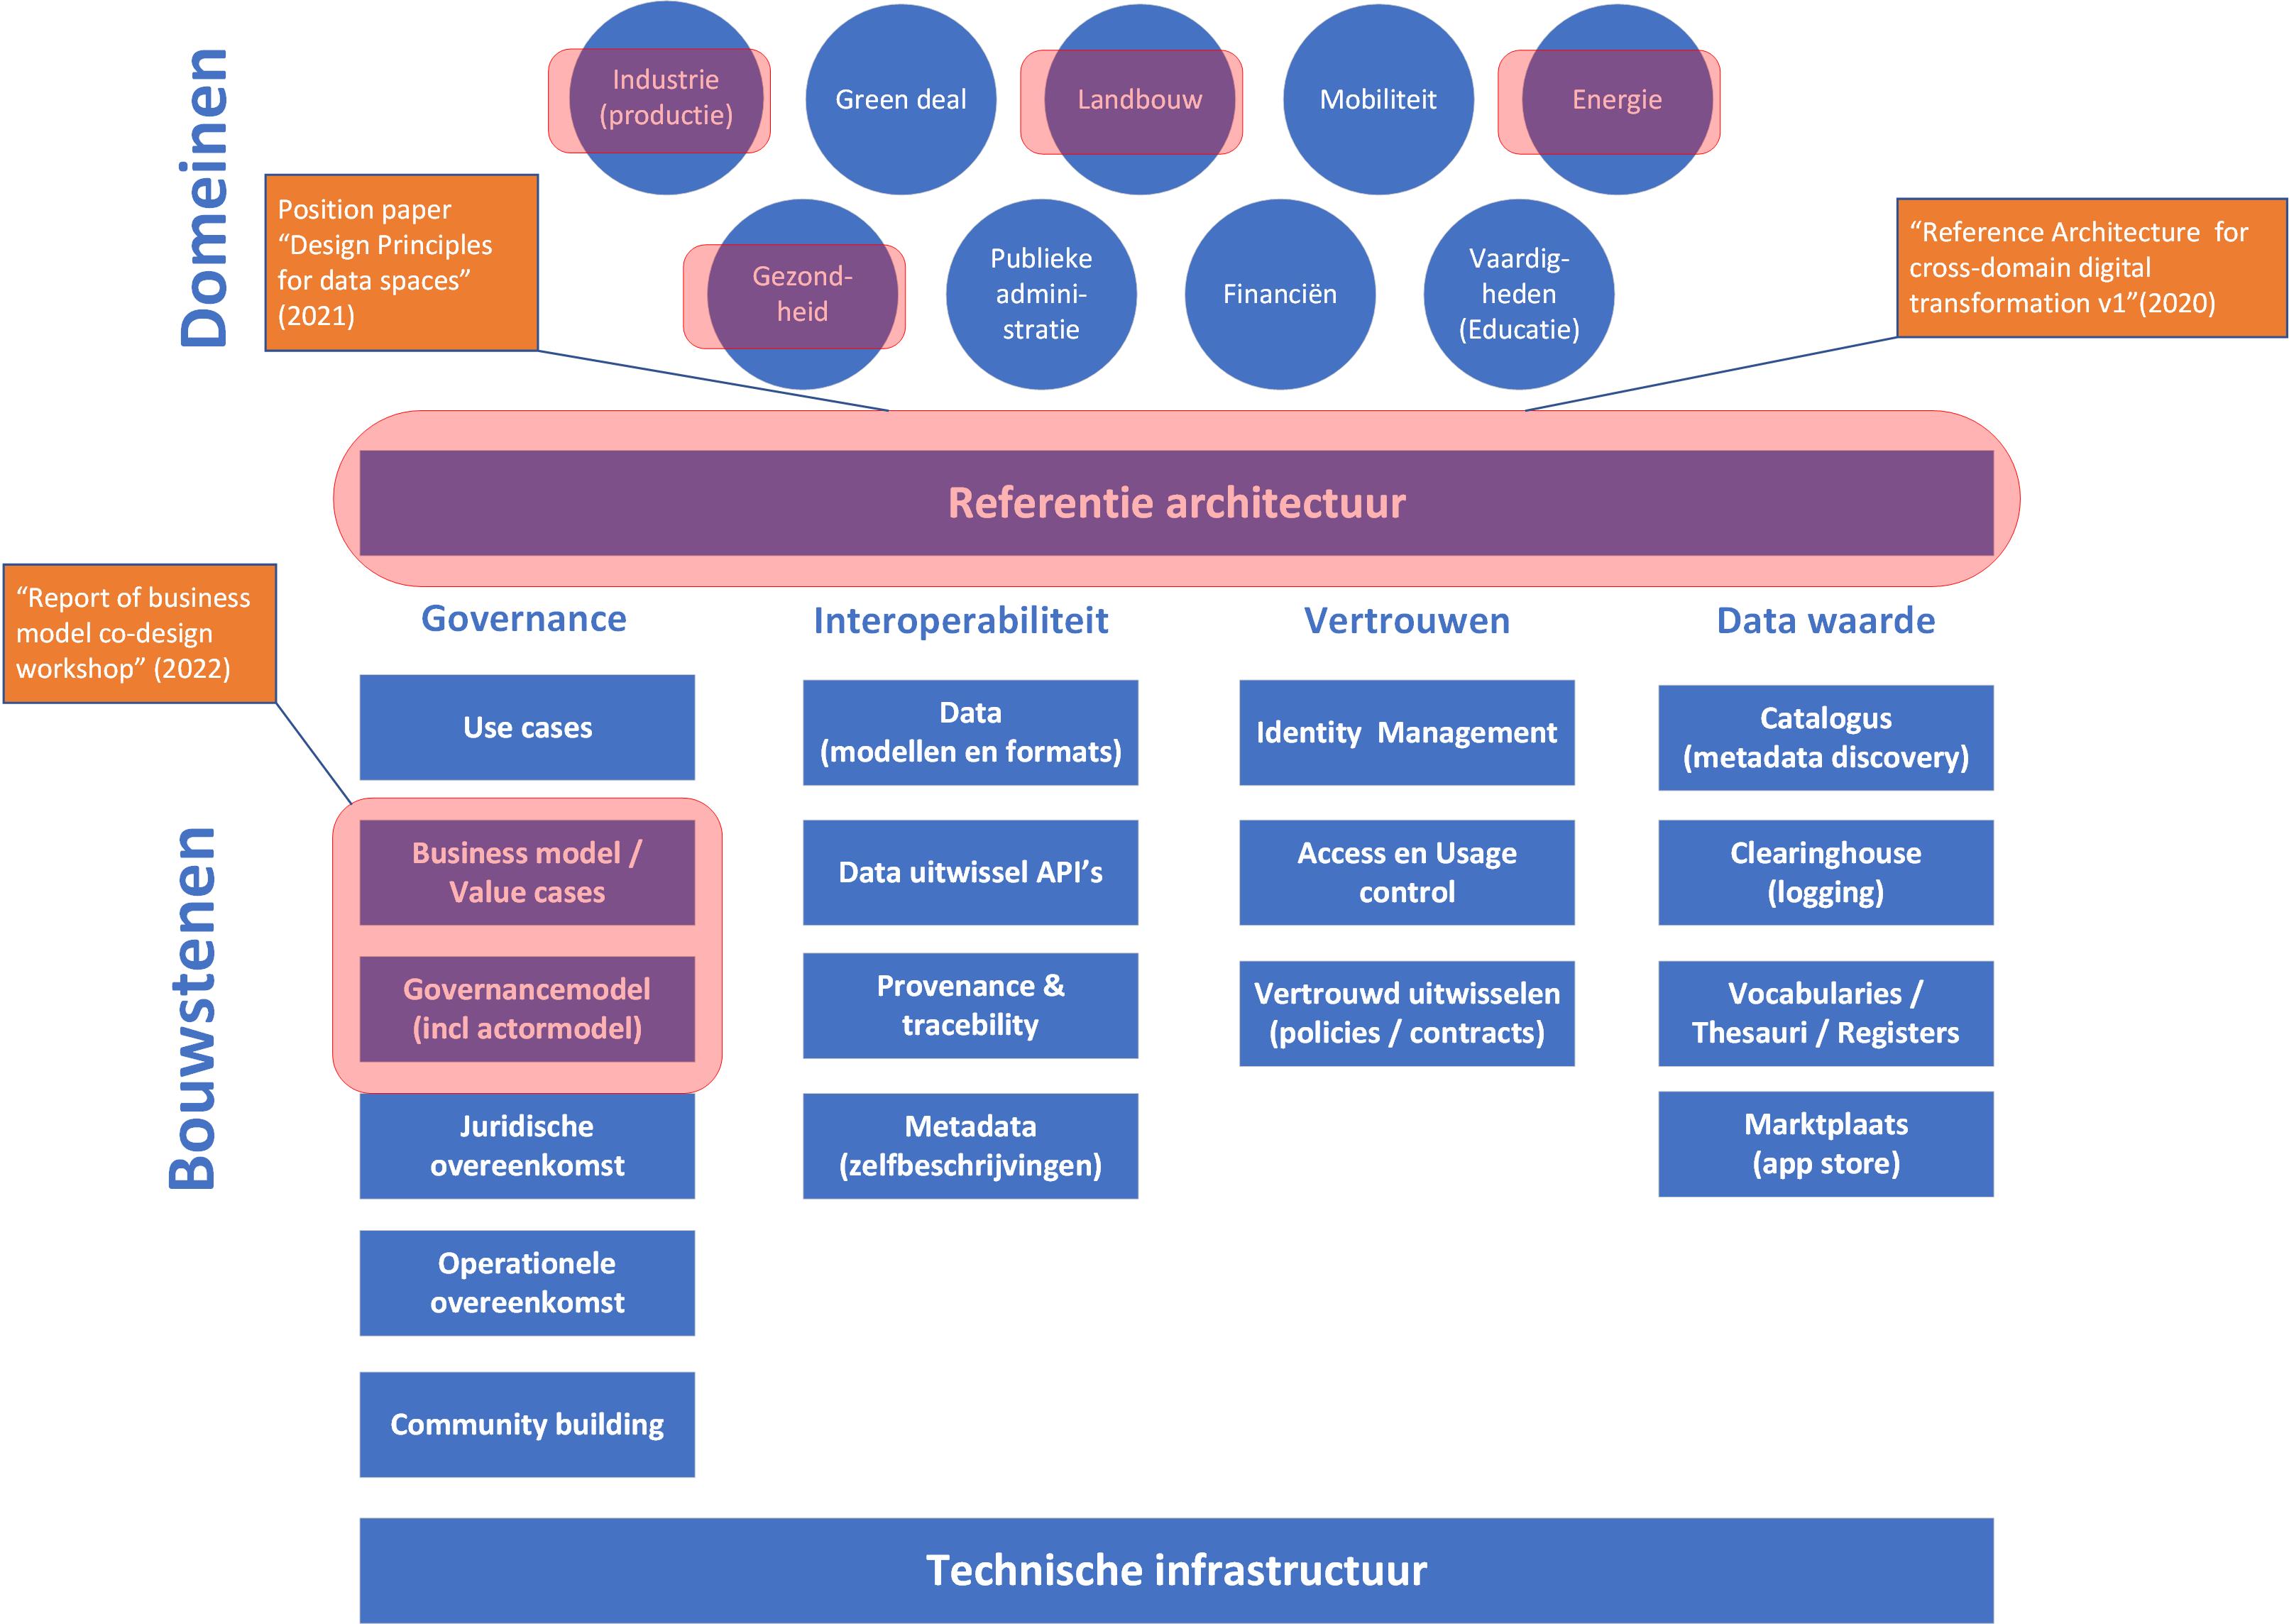 Domeinen
Industrie
(productie)
Green deal
Landbouw
Mobiliteit
Energie
Gezond-
heid
Publieke
admini-
stratie
Financiën
Vaardig-
heden
(Educatie)
Position paper
“Design Principles
for data spaces”
(2021)
“Reference Architecture  for
cross-domain digital
transformation v1”(2020)
Referentie architectuur
“Report of business
model co-design
workshop” (2022)
Bouwstenen
Governance
Use cases
Business model /
Value cases
Governancemodel
(incl actormodel)
Juridische
overeenkomst
Operationele
overeenkomst
Community building
Interoperabiliteit
Data
(modellen en formats)
Data uitwissel API’s
Provenance &
tracebility
Metadata
(zelfbeschrijvingen)
Vertrouwen
Identity  Management
Access en Usage
control
Vertrouwd uitwisselen
(policies / contracts)
Data waarde
Catalogus
(metadata discovery)
Clearinghouse
(logging)
Vocabularies /
Thesauri / Registers
Marktplaats
(app store)
Technische infrastructuur